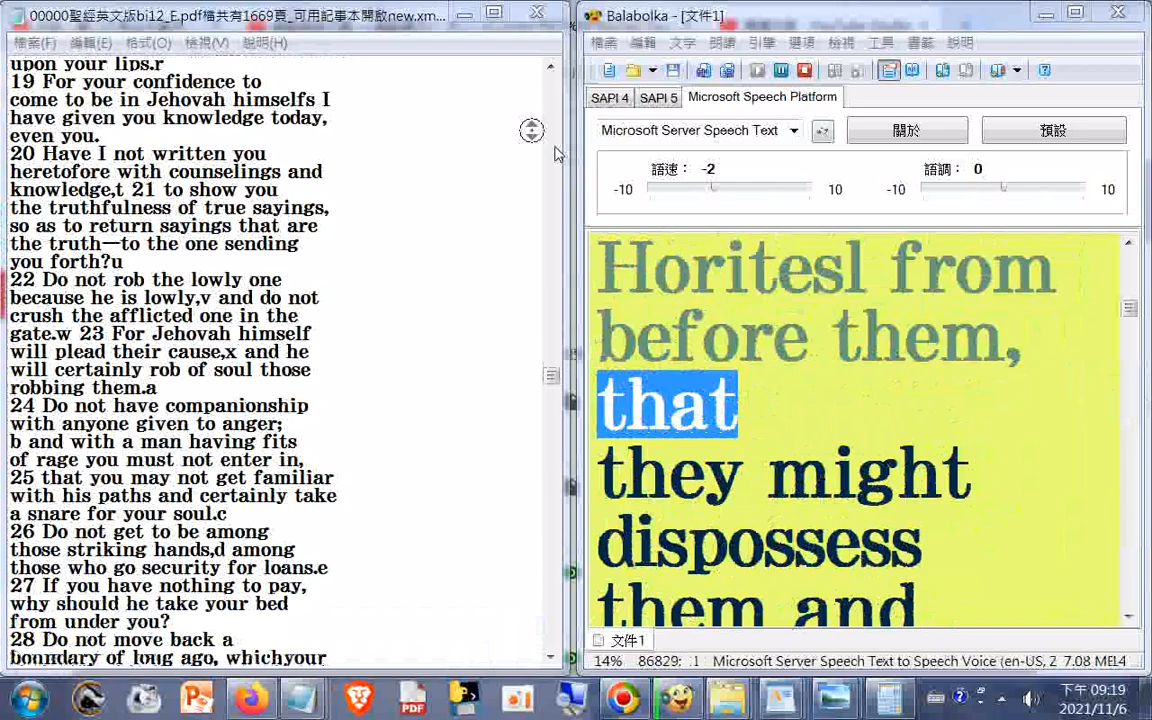 00000聖經英文版bi12_E.pdf檔共有1669頁_可用記事本開啟new.xm...
檔案(F) 編輯(E) 格式(O) 檢視(V) 說明(H)
upon your lips.r
19 For your confidence to
come to be in Jehovah himselfs I
have given you knowledge today,
even you.
20 Have I not written you
heretofore with counselings and
knowledge,t 21 to show you
the truthfulness of true sayings,
so as to return sayings that are
the truth—to the one sending
you forth?u
22 Do not rob the lowly one
because he is lowly,v and do not
crush the afflicted one in the
gate.w 23 For Jehovah himself
will plead their cause,x and he
will certainly rob of soul those
robbing them.a
24 Do not have companionship
with anyone given to anger;
b and with a man having fits
of rage you must not enter in,
25 that you may not get familiar
with his paths and certainly take
a snare for your soul.c
26 Do not get to be among
those striking hands,d among
those who go security for loans.e
27 If you have nothing to pay,
why should he take your bed
from under you?
28 Do not move back a
boundary of long ago, whichyour
Balabolka - [文件1]
檔案 編輯 文字 朗讀 引擎 選項 檢視 工具 書籤 說明
SAPI 4 SAPI 5 Microsoft Speech Platform
Microsoft Server Speech Text 關於 預設
語速： -2 語調： 0
-10 10 -10 10
Horitesl from
before them,
that
they might
dispossess
them and
文件1
14% 86829: Microsoft Server Speech Text to Speech Voice (en-US, 2 7.08 MEL4
PDF
下午 09:19
2021/11/6